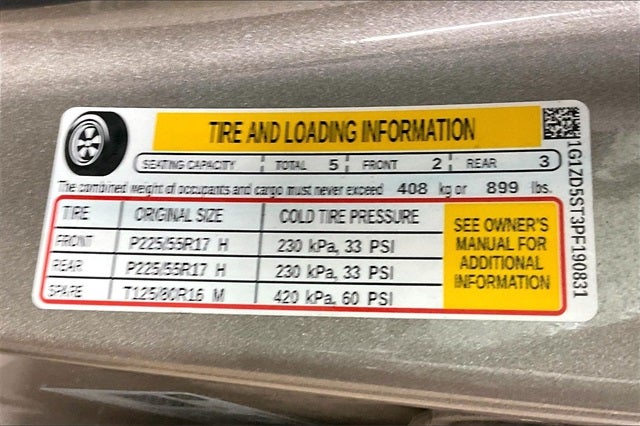 TIRE AND LOADING INFORMATION
SEATING CAPACITY TOTAL 5 FRONT 2 REAR 3
The combined weight of occupants and cargo must never exceed 408 kg or 899 lbs.
TIRE ORIGINAL SIZE COLD TIRE PRESSURE
FRONT P225/55R17 H 230 kPa, 33 PSI
REAR P225/55R17 H 230 kPa, 33 PSI
SPARE T125/80R16 M 420 kPa, 60 PSI
SEE OWNER'S
MANUAL FOR
ADDITIONAL
INFORMATION
1G1ZD5ST3PF190831